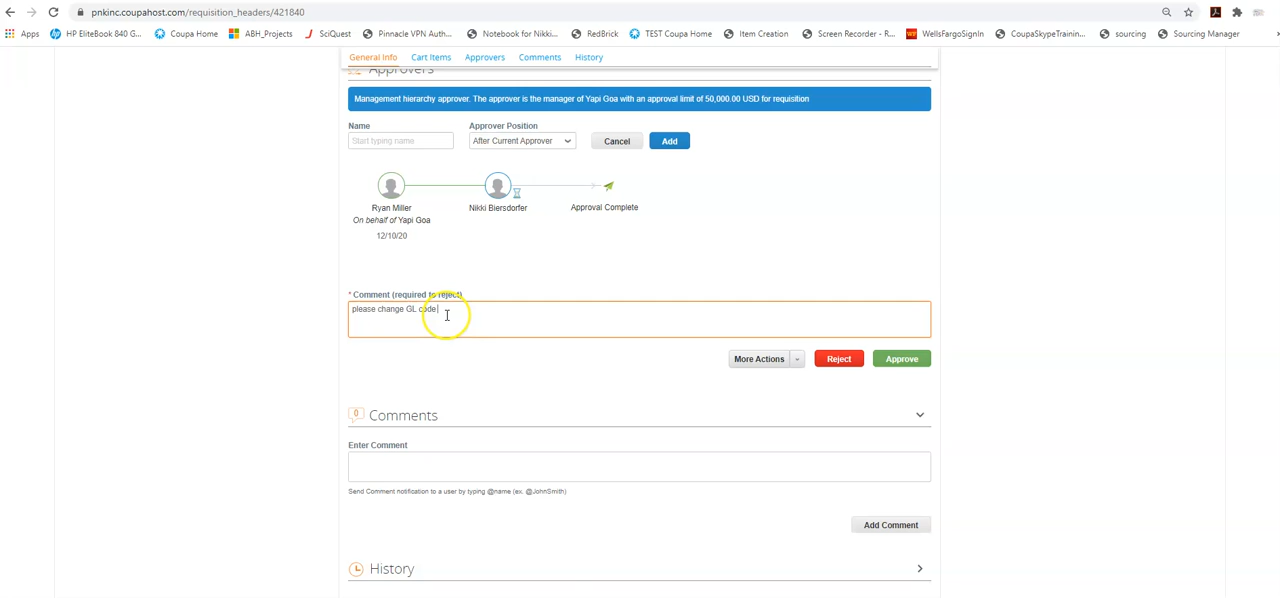 pnkinc.coupahost.com/requisition_headers/421840
Apps HP EliteBook 840 G... Coupa Home ABH_Projects SciQuest Pinnacle VPN Auth... Notebook for Nikki... RedBrick TEST Coupa Home Item Creation Screen Recorder - R... WellsFargoSignIn CoupaSkypeTrainin... sourcing Sourcing Manager
General Info Cart Items Approvers Comments History
Approvers
Management hierarchy approver. The approver is the manager of Yapi Goa with an approval limit of 50,000.00 USD for requisition
Name Approver Position
Start typing name After Current Approver Cancel Add
Ryan Miller Nikki Biersdorfer Approval Complete
On behalf of Yapi Goa
12/10/20
* Comment (required to reject)
please change GL code
More Actions Reject Approve
0 Comments
Enter Comment
Send Comment notification to a user by typing @name (ex. @JohnSmith)
Add Comment
History